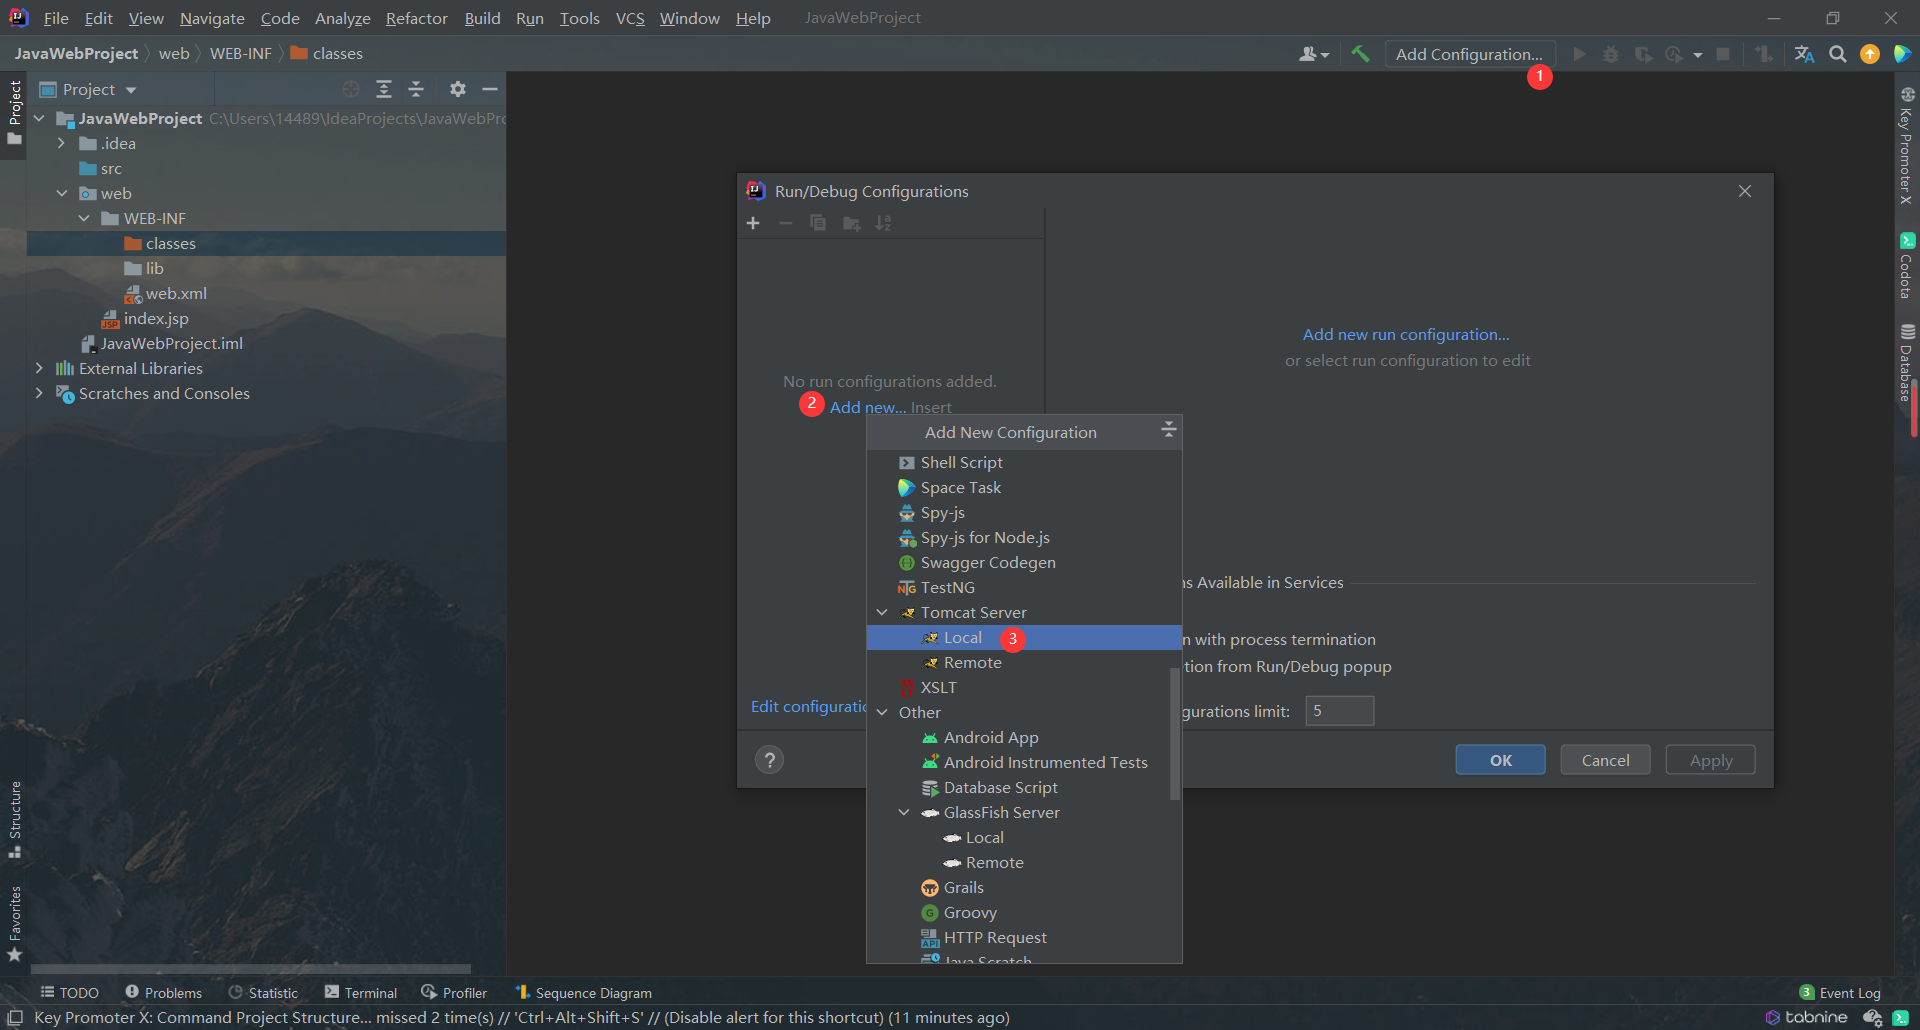 File Edit View Navigate Code Analyze Refactor Build Run Tools VCS Window Help JavaWebProject
JavaWebProject web WEB-INF classes
Add Configuration...
1
Project
Project
JavaWebProject C:\Users\14489\IdeaProjects\JavaWebPro
.idea
src
web
WEB-INF
classes
lib
web.xml
index.jsp
JavaWebProject.iml
External Libraries
Scratches and Consoles
Structure
Favorites
Run/Debug Configurations
No run configurations added.
2 Add new... Insert
Add new run configuration...
or select run configuration to edit
Add New Configuration
Shell Script
Space Task
Spy-js
Spy-js for Node.js
Swagger Codegen
TestNG
Tomcat Server
Local 3
Remote
XSLT
Other
Android App
Android Instrumented Tests
Database Script
GlassFish Server
Local
Remote
Grails
Groovy
HTTP Request
Java Scratch
ns Available in Services
n with process termination
tion from Run/Debug popup
Edit configuratio
gurations limit: 5
?
OK Cancel Apply
Key Promoter X
Codota
Database
TODO Problems Statistic Terminal Profiler Sequence Diagram
3 Event Log
Key Promoter X: Command Project Structure... missed 2 time(s) // 'Ctrl+Alt+Shift+S' // (Disable alert for this shortcut) (11 minutes ago)
tabnine